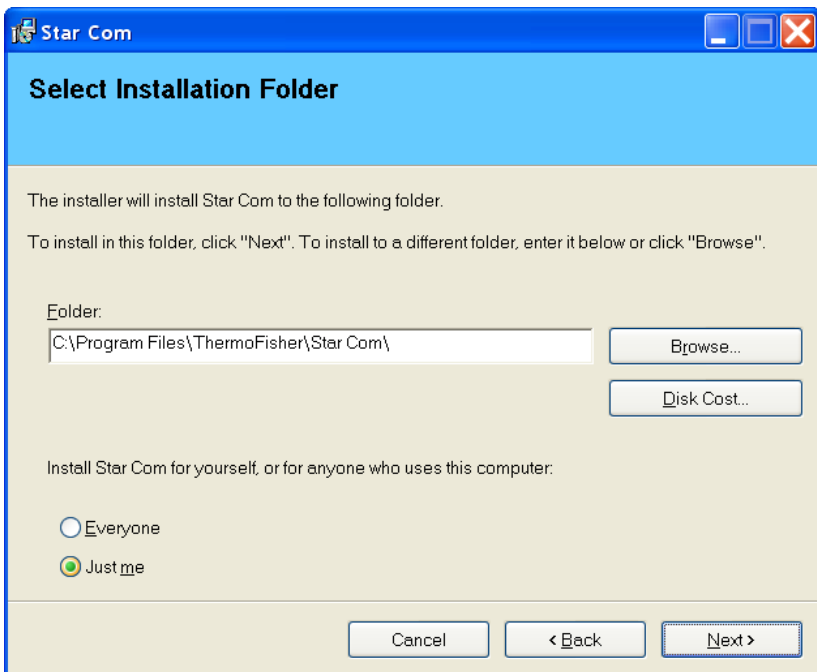 Star Com
Select Installation Folder
The installer will install Star Com to the following folder.
To install in this folder, click "Next". To install to a different folder, enter it below or click "Browse".
Folder:
C:\Program Files\ThermoFisher\Star Com\
Browse...
Disk Cost...
Install Star Com for yourself, or for anyone who uses this computer:
Everyone
Just me
Cancel
< Back
Next >